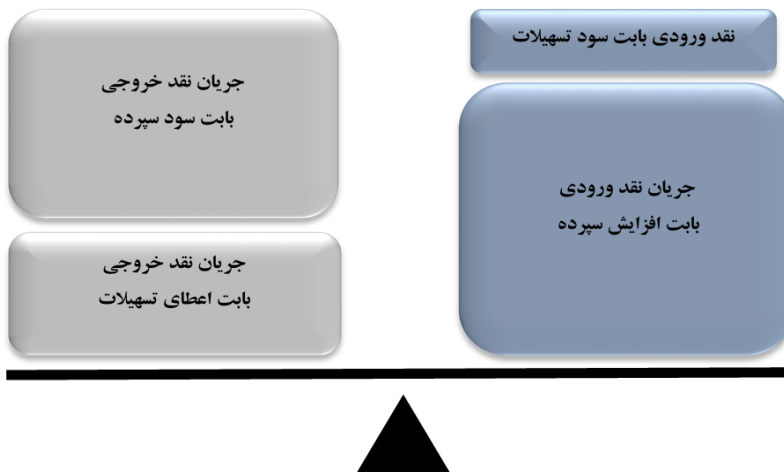 نقد ورودی بابت سود تسهیلات
جریان نقد ورودی
بابت افزایش سپرده
جریان نقد خروجی
بابت سود سپرده
جریان نقد خروجی
بابت اعطای تسهیلات